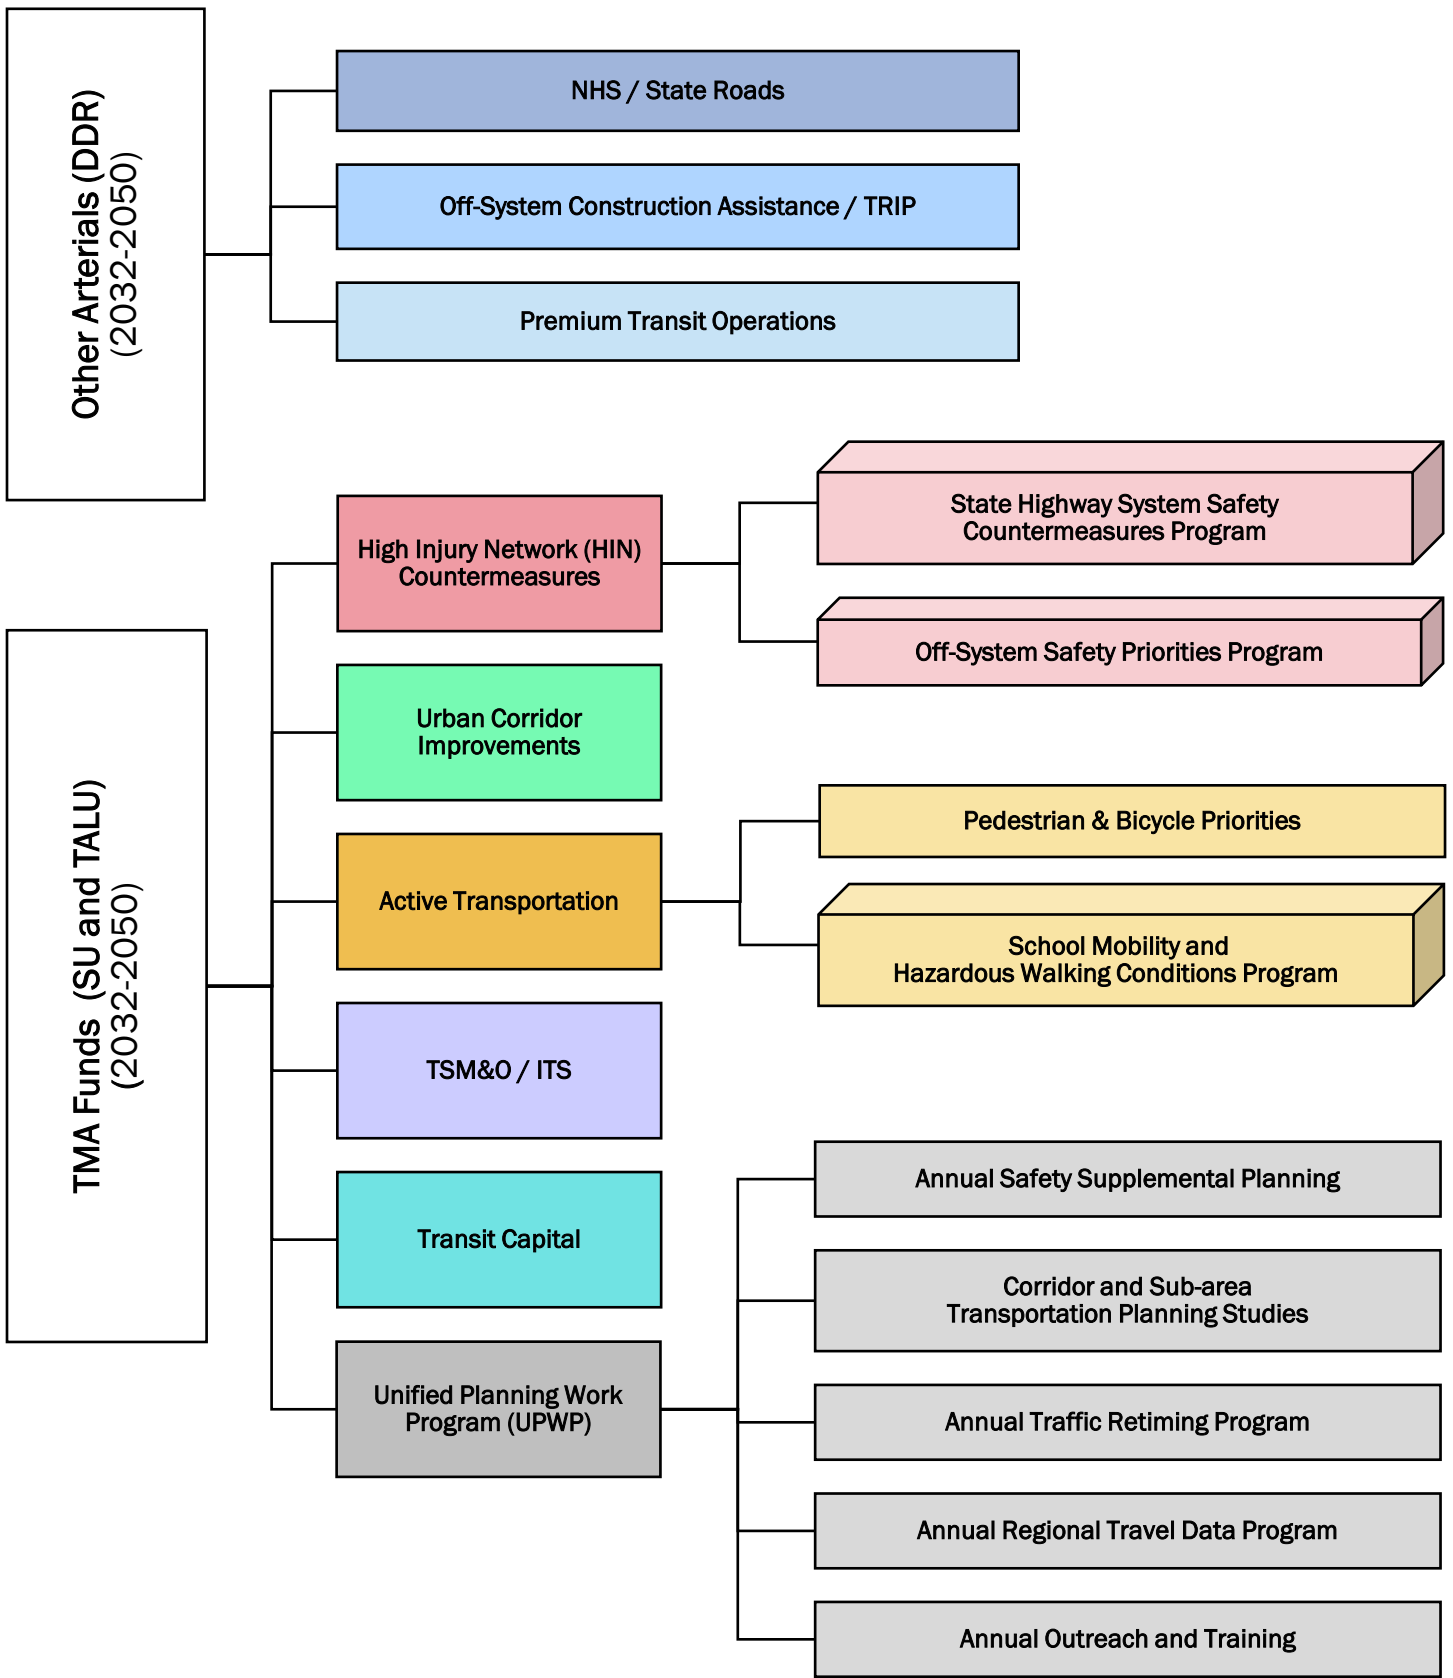 Other Arterials (DDR)
(2032-2050)
NHS / State Roads
Off-System Construction Assistance / TRIP
Premium Transit Operations
TMA Funds  (SU and TALU)
(2032-2050)
High Injury Network (HIN)
Countermeasures
State Highway System Safety
Countermeasures Program
Off-System Safety Priorities Program
Urban Corridor
Improvements
Active Transportation
Pedestrian & Bicycle Priorities
School Mobility and
Hazardous Walking Conditions Program
TSM&O / ITS
Transit Capital
Unified Planning Work
Program (UPWP)
Annual Safety Supplemental Planning
Corridor and Sub-area
Transportation Planning Studies
Annual Traffic Retiming Program
Annual Regional Travel Data Program
Annual Outreach and Training